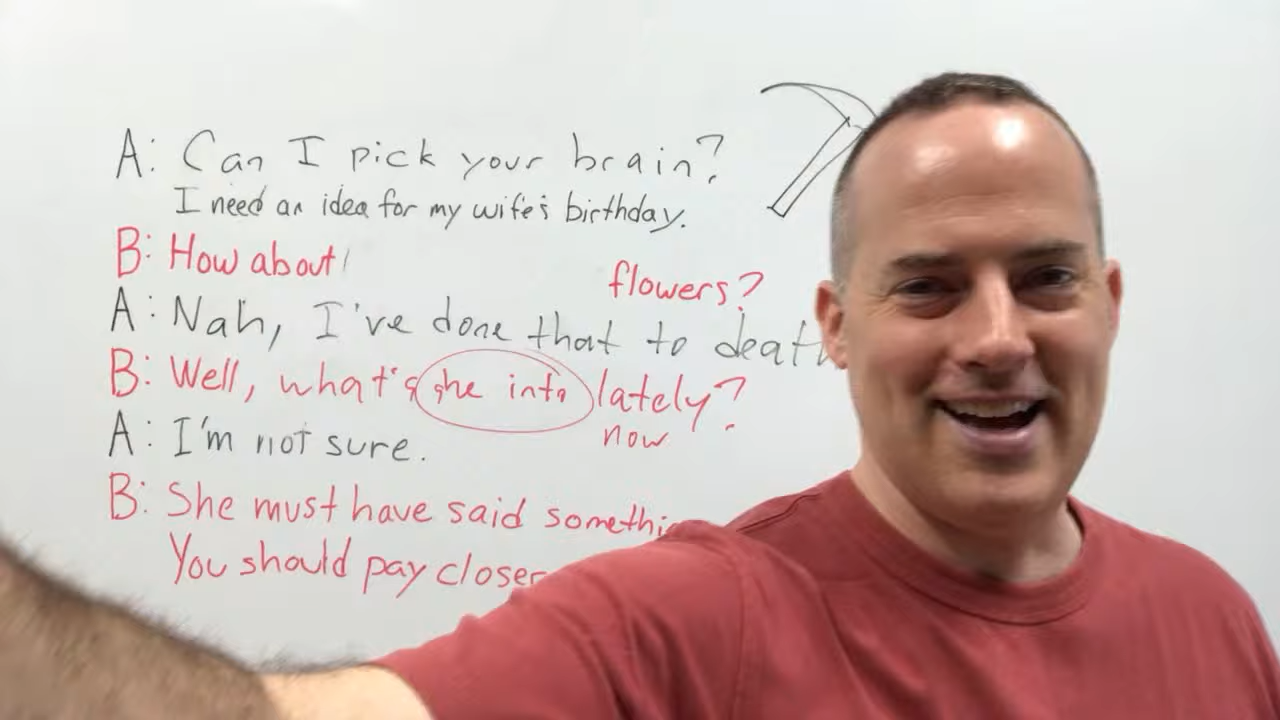 A: Can I pick your brain?
I need an idea for my wife's birthday.
B: How about
flowers?
A: Nah, I've done that to death
B: Well, what's she into lately?
now
A: I'm not sure.
B: She must have said
You should pay closer